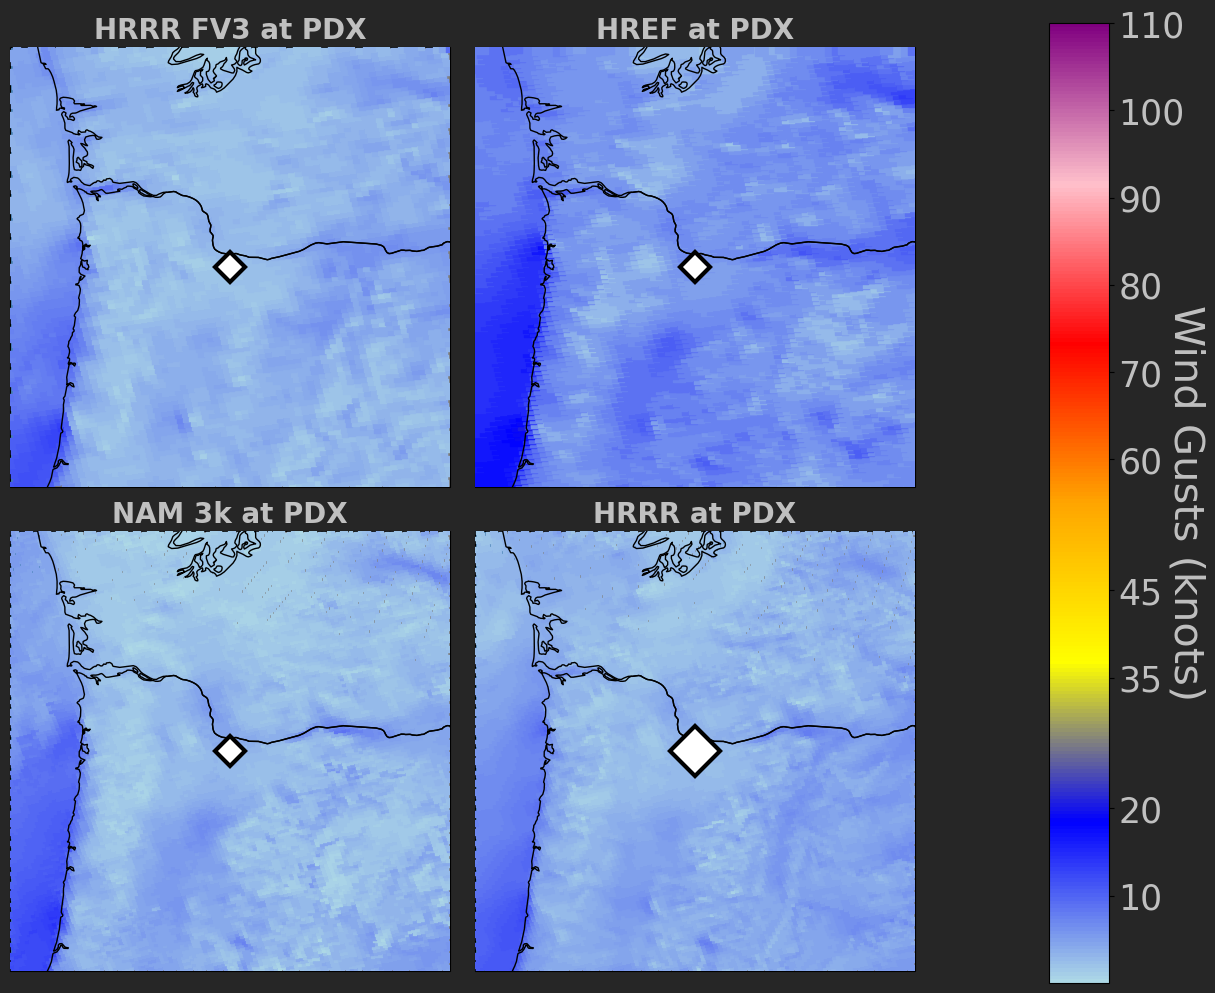 HRRR FV3 at PDX
HREF at PDX
NAM 3k at PDX
HRRR at PDX
110
100
90
80
70
60
45
35
20
10
Wind Gusts (knots)